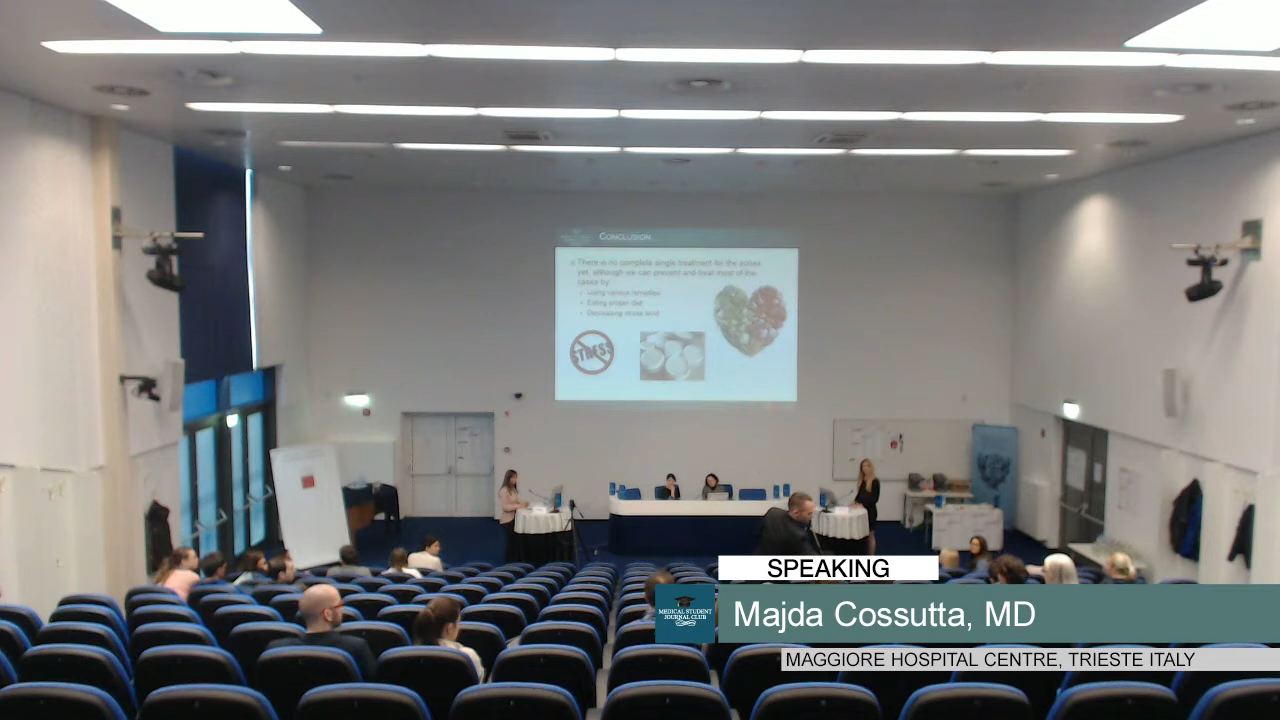 CONCLUSION
There is no complete single treatment for the
yet, although we can prevent and treat most of the
cases by
Using various remedies
Eating proper diet
Decreasing stress level
STRESS
SPEAKING
MEDICAL STUDENT
JOURNAL CLUB
Majda Cossutta, MD
MAGGIORE HOSPITAL CENTRE, TRIESTE ITALY